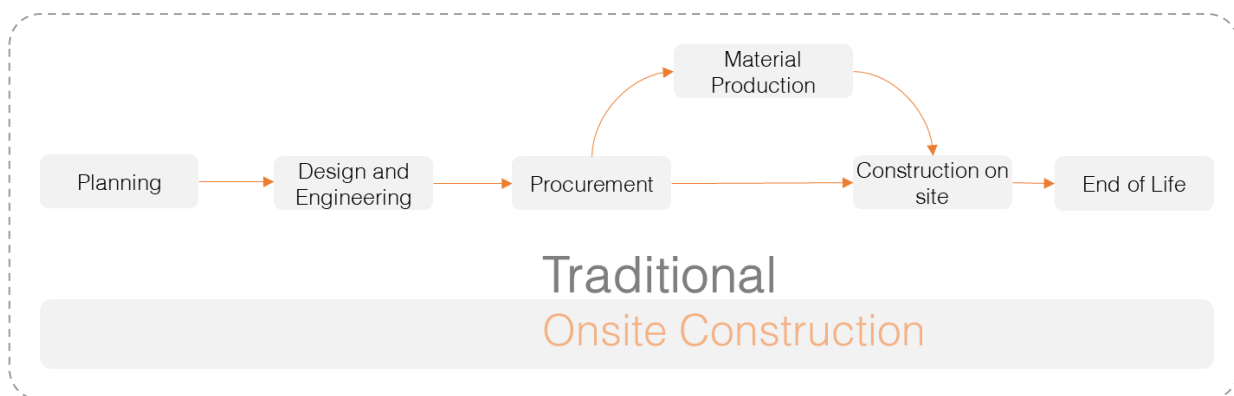 Material
Production
Planning
Design and
Engineering
Procurement
Construction on
site
End of Life
Traditional
Onsite Construction